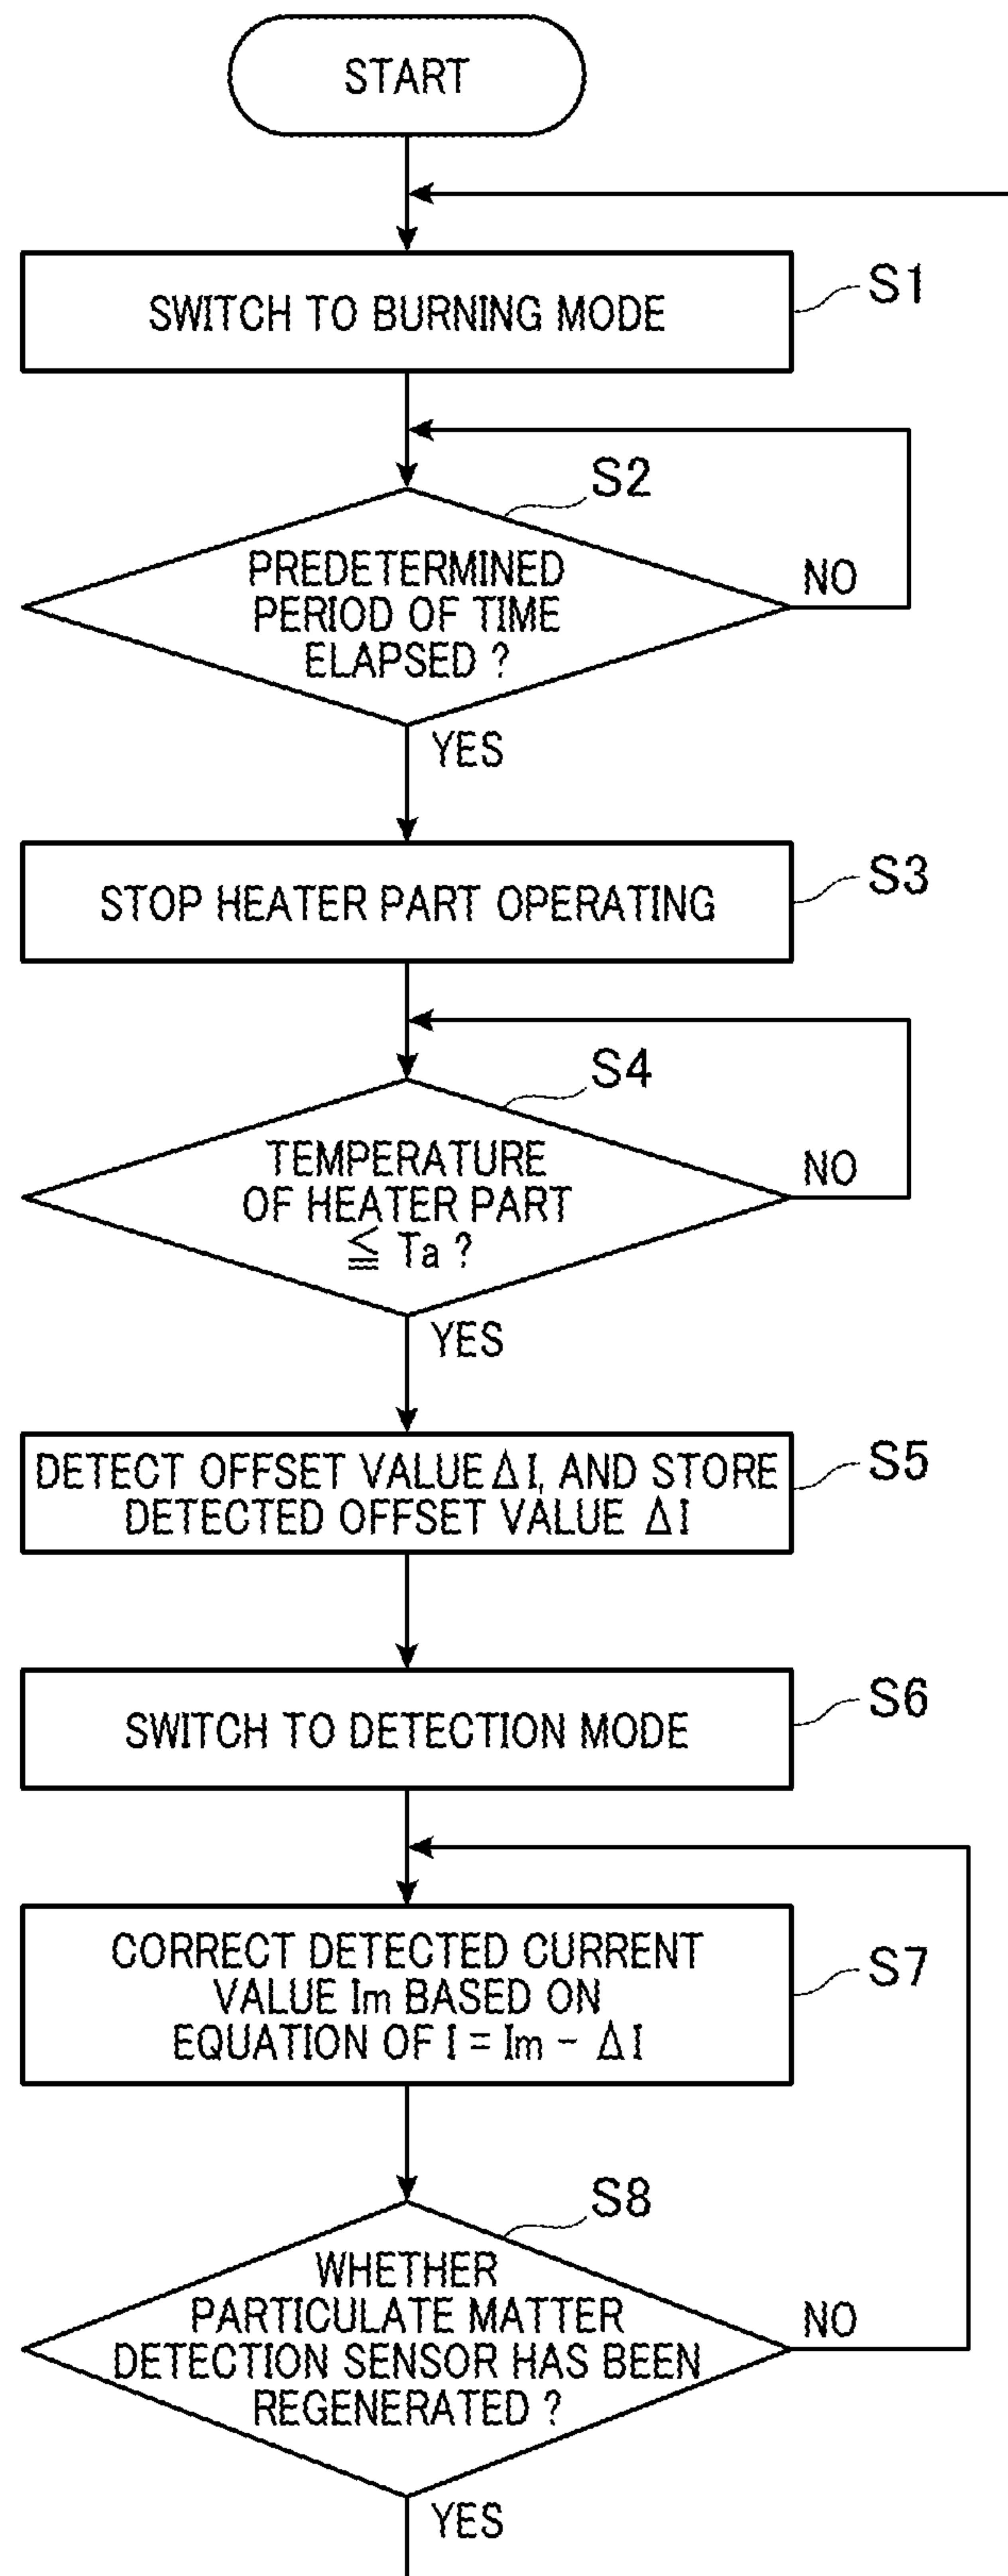 START
SWITCH TO BURNING MODE
S1
S2
PREDETERMINED
PERIOD OF TIME
ELAPSED ?
NO
YES
STOP HEATER PART OPERATING
S3
S4
TEMPERATURE
OF HEATER PART
≦ Ta ?
NO
YES
DETECT OFFSET VALUE ΔI, AND STORE
DETECTED OFFSET VALUE ΔI
S5
SWITCH TO DETECTION MODE
S6
CORRECT DETECTED CURRENT
VALUE Im BASED ON
EQUATION OF I = Im - ΔI
S7
S8
WHETHER
PARTICULATE MATTER
DETECTION SENSOR HAS BEEN
REGENERATED ?
NO
YES